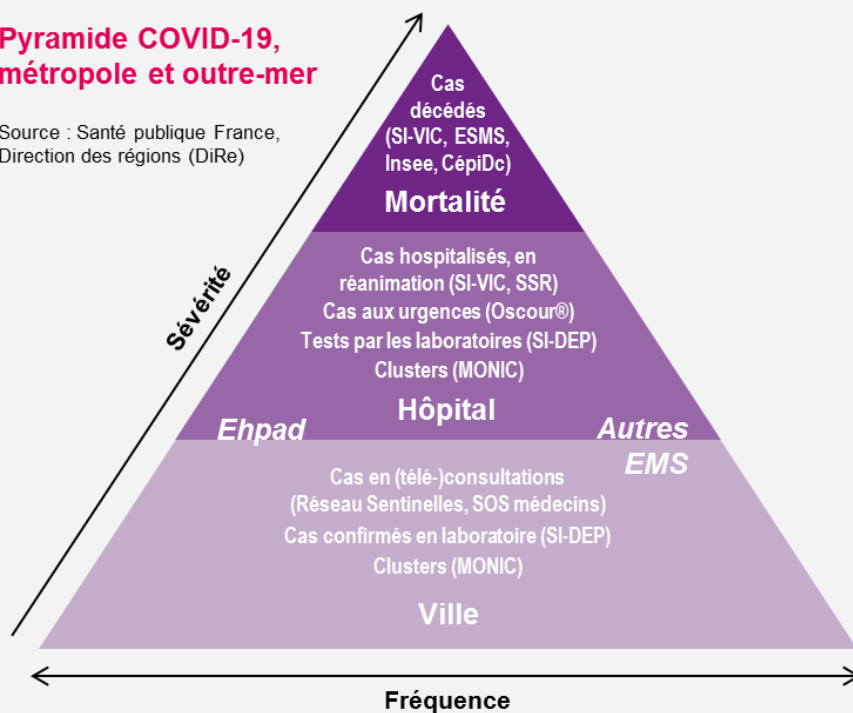 Pyramide COVID-19,
métropole et outre-mer
Source : Santé publique France,
Direction des régions (DiRe)
Sévérité
Cas
décédés
(SI-VIC, ESMS,
Insee, CépiDc)
Mortalité
Cas hospitalisés, en
réanimation (SI-VIC, SSR)
Cas aux urgences (Oscour®)
Tests par les laboratoires (SI-DEP)
Clusters (MONIC)
Hôpital
Ehpad
Autres
EMS
Cas en (télé-)consultations
(Réseau Sentinelles, SOS médecins)
Cas confirmés en laboratoire (SI-DEP)
Clusters (MONIC)
Ville
Fréquence